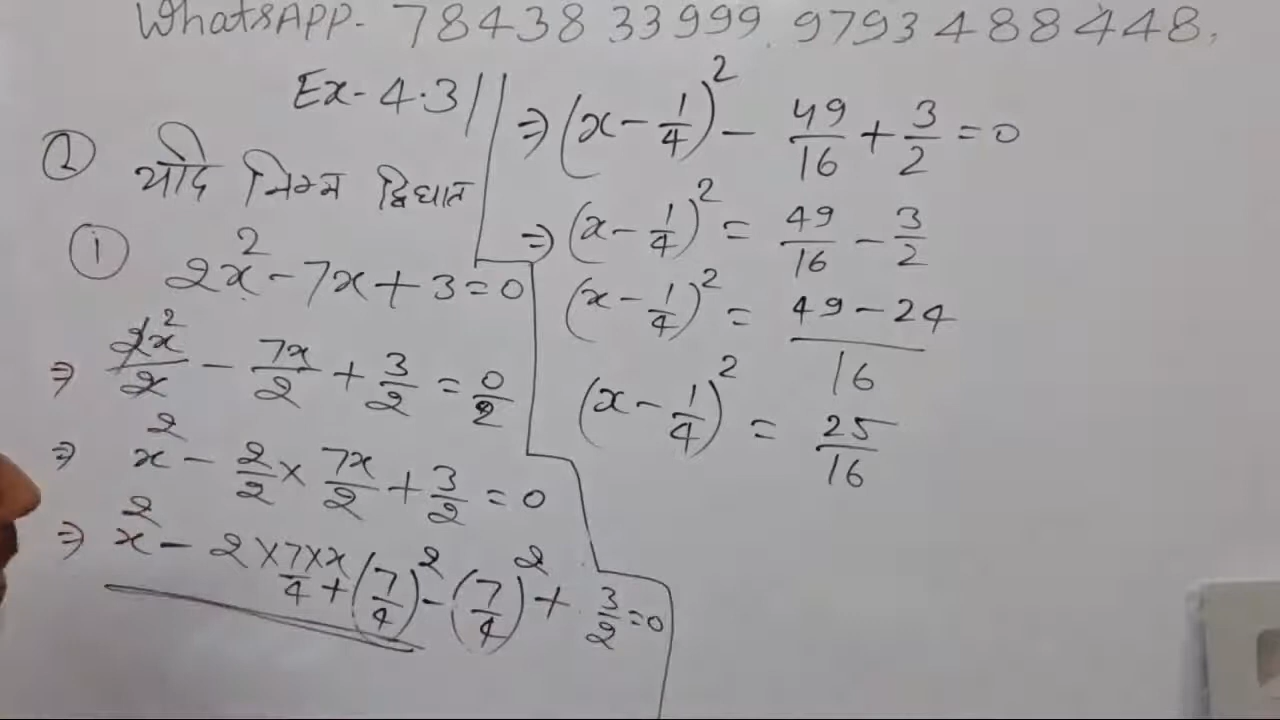 WhatsApp- 7843833999, 9793488448,
Ex- 4.3
② यदि निम्न द्विघात
① 2x² - 7x + 3 = 0
⇒ 2x²/2 - 7x/2 + 3/2 = 0/2
⇒ x² - 2/2 × 7x/2 + 3/2 = 0
⇒ x² - 2×7×x/4 + (7/4)² - (7/4)² + 3/2 = 0
⇒ (x - 1/4)² - 49/16 + 3/2 = 0
⇒ (x - 1/4)² = 49/16 - 3/2
(x - 1/4)² = 49 - 24/16
(x - 1/4)² = 25/16